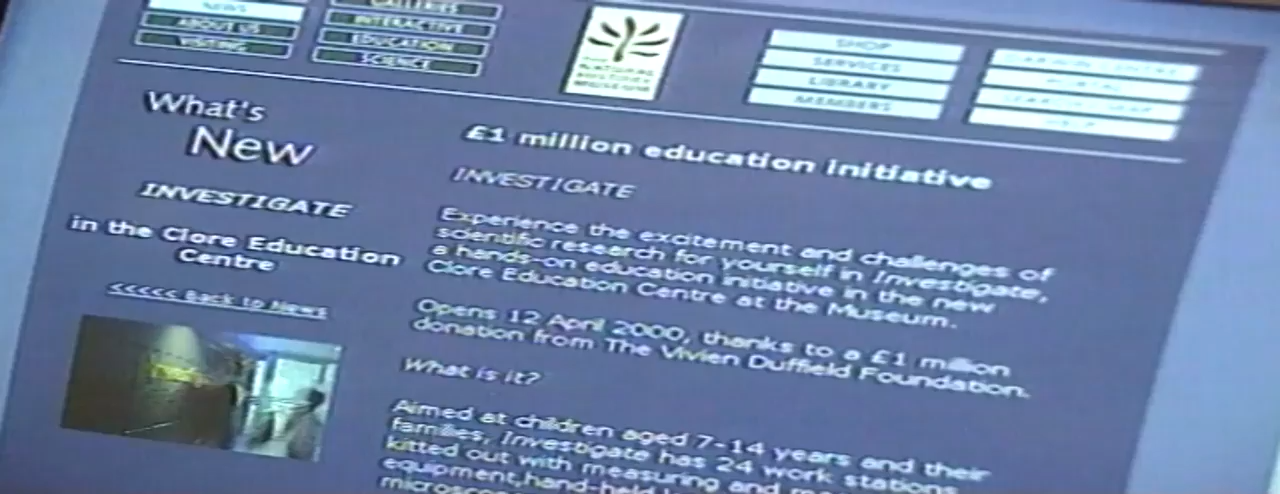 NEWS
ABOUT US
VISITING
GALLERIES
INTERACTIVE
EDUCATION
SCIENCE
NATURAL
HISTORY
MUSEUM
SHOP
SERVICES
LIBRARY
MEMBERS
What's
New
INVESTIGATE
in the Clore Education
Centre
<<<<< Back to News
£1 million education initiative
INVESTIGATE
Experience the excitement and challenges of
scientific research for yourself in Investigate,
a hands-on education initiative in the new
Clore Education Centre at the Museum.
Opens 12 April 2000, thanks to a £1 million
donation from The Vivien Duffield Foundation.
What is it?
Aimed at children aged 7-14 years and their
families, Investigate has 24 work stations
kitted out with measuring and
equipment, hand-held